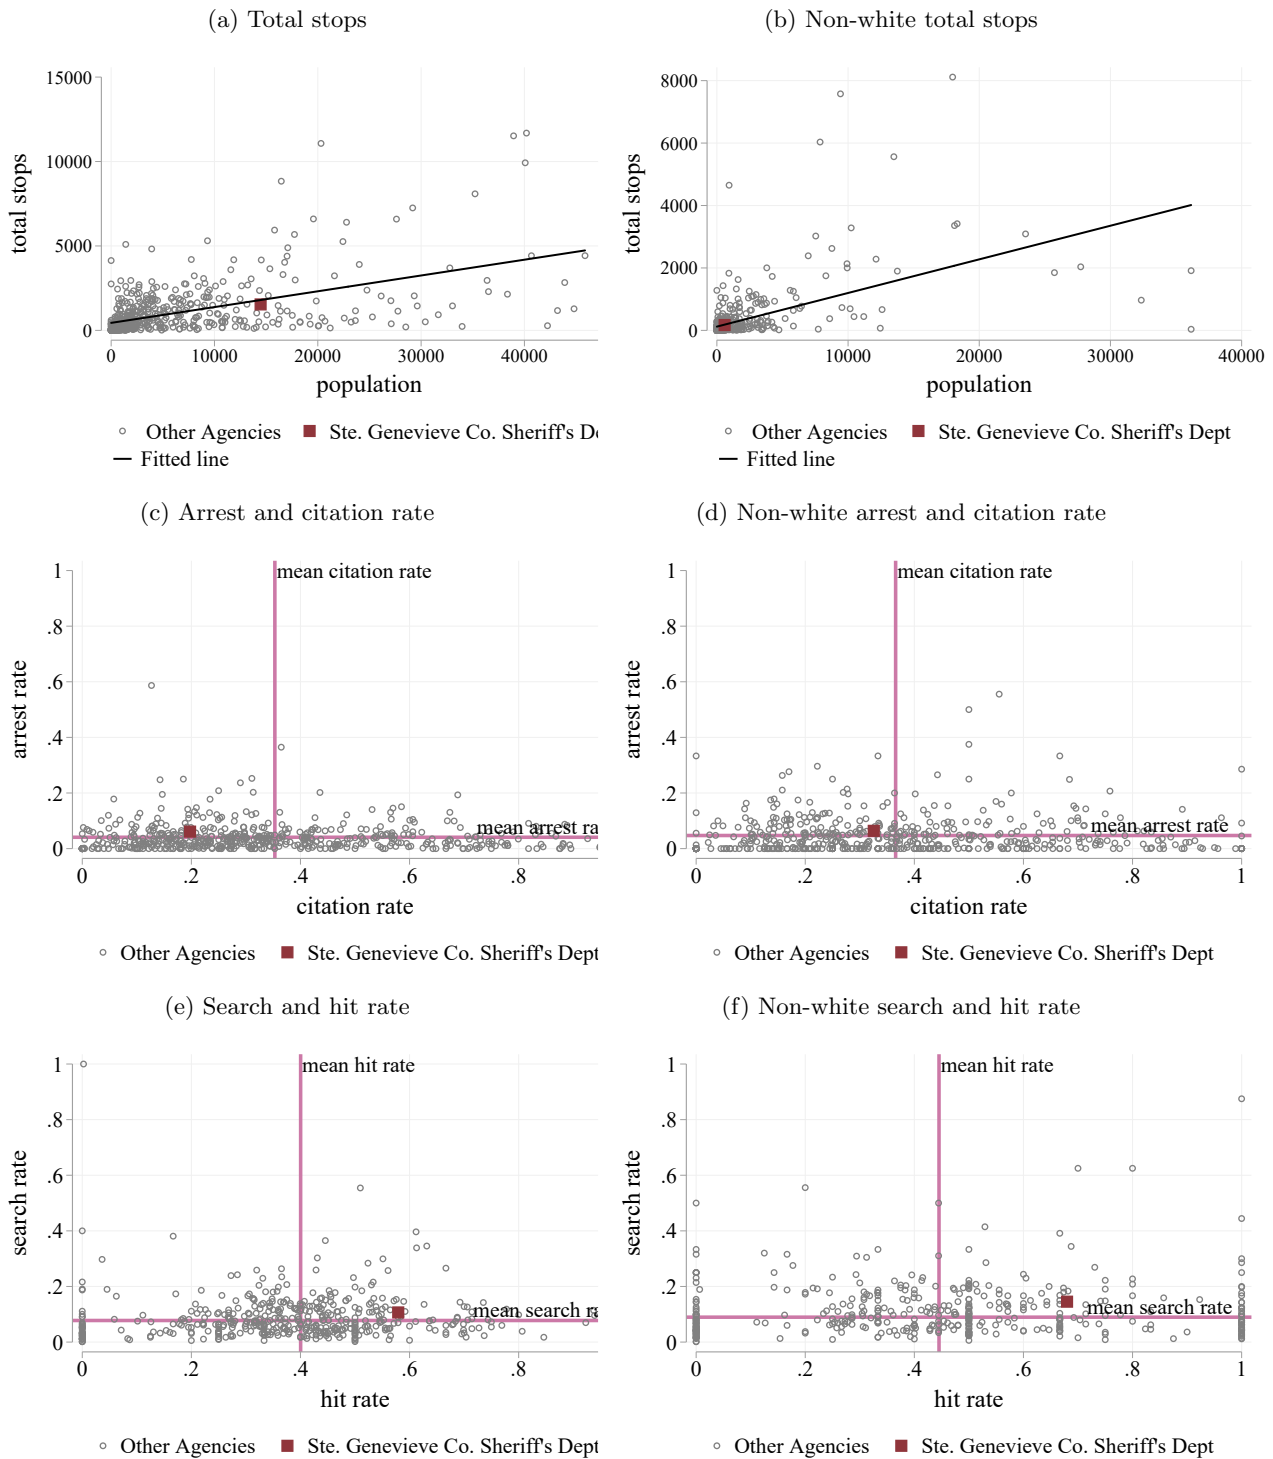 (a) Total stops
total stops
15000
10000
5000
0
0 10000 20000 30000 40000
population
Other Agencies Ste. Genevieve Co. Sheriff's De
Fitted line
(b) Non-white total stops
total stops
8000
6000
4000
2000
0
0 10000 20000 30000 40000
population
Other Agencies Ste. Genevieve Co. Sheriff's Dept
Fitted line
(c) Arrest and citation rate
arrest rate
1
.8
.6
.4
.2
0
mean citation rate
mean arrest ra
0 .2 .4 .6 .8
citation rate
Other Agencies Ste. Genevieve Co. Sheriff's Dept
(d) Non-white arrest and citation rate
arrest rate
1
.8
.6
.4
.2
0
mean citation rate
mean arrest rate
0 .2 .4 .6 .8 1
citation rate
Other Agencies Ste. Genevieve Co. Sheriff's Dept
(e) Search and hit rate
search rate
1
.8
.6
.4
.2
0
mean hit rate
mean search ra
0 .2 .4 .6 .8
hit rate
Other Agencies Ste. Genevieve Co. Sheriff's Dept
(f) Non-white search and hit rate
search rate
1
.8
.6
.4
.2
0
mean hit rate
mean search rate
0 .2 .4 .6 .8 1
hit rate
Other Agencies Ste. Genevieve Co. Sheriff's Dept